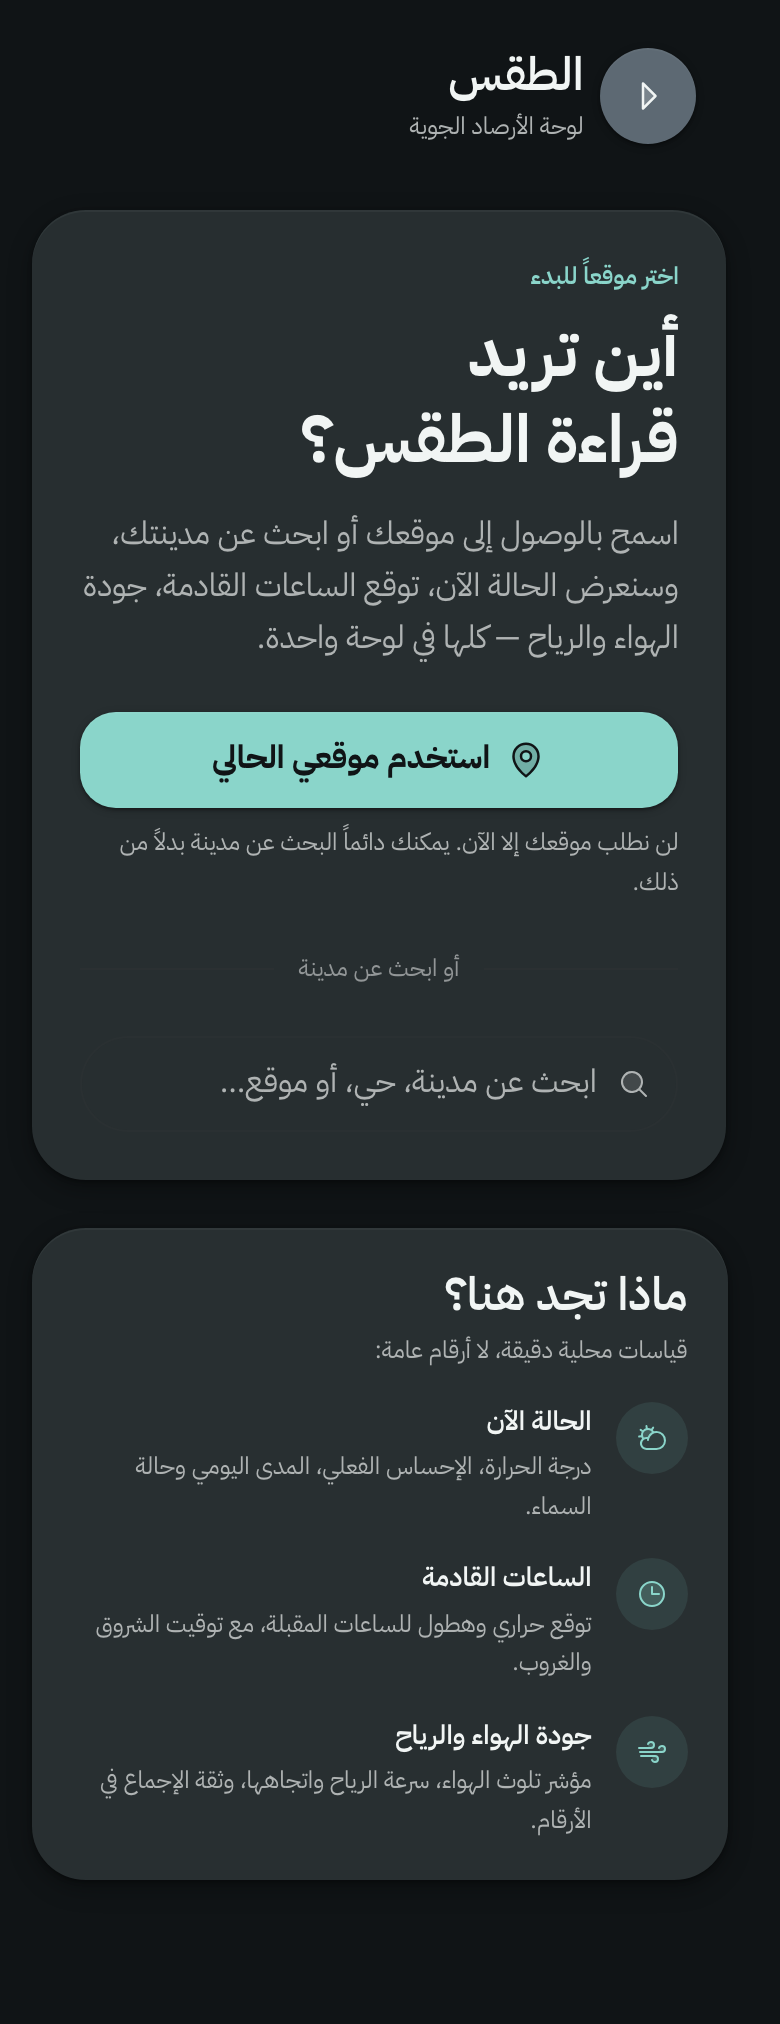 الطقس
لوحة الأرصاد الجوية
اختر موقعاً للبدء
أين تريد
قراءة الطقس؟
اسمح بالوصول إلى موقعك أو ابحث عن مدينتك،
وسنعرض الحالة الآن، توقع الساعات القادمة، جودة
الهواء والرياح — كلها في لوحة واحدة.
استخدم موقعي الحالي
لن نطلب موقعك إلا الآن. يمكنك دائماً البحث عن مدينة بدلاً من
ذلك.
أو ابحث عن مدينة
ابحث عن مدينة، حي، أو موقع...
ماذا تجد هنا؟
قياسات محلية دقيقة، لا أرقام عامة:
الحالة الآن
درجة الحرارة، الإحساس الفعلي، المدى اليومي وحالة
السماء.
الساعات القادمة
توقع حراري وهطول للساعات المقبلة، مع توقيت الشروق
والغروب.
جودة الهواء والرياح
مؤشر تلوث الهواء، سرعة الرياح واتجاهها، وثقة الإجماع في
الأرقام.